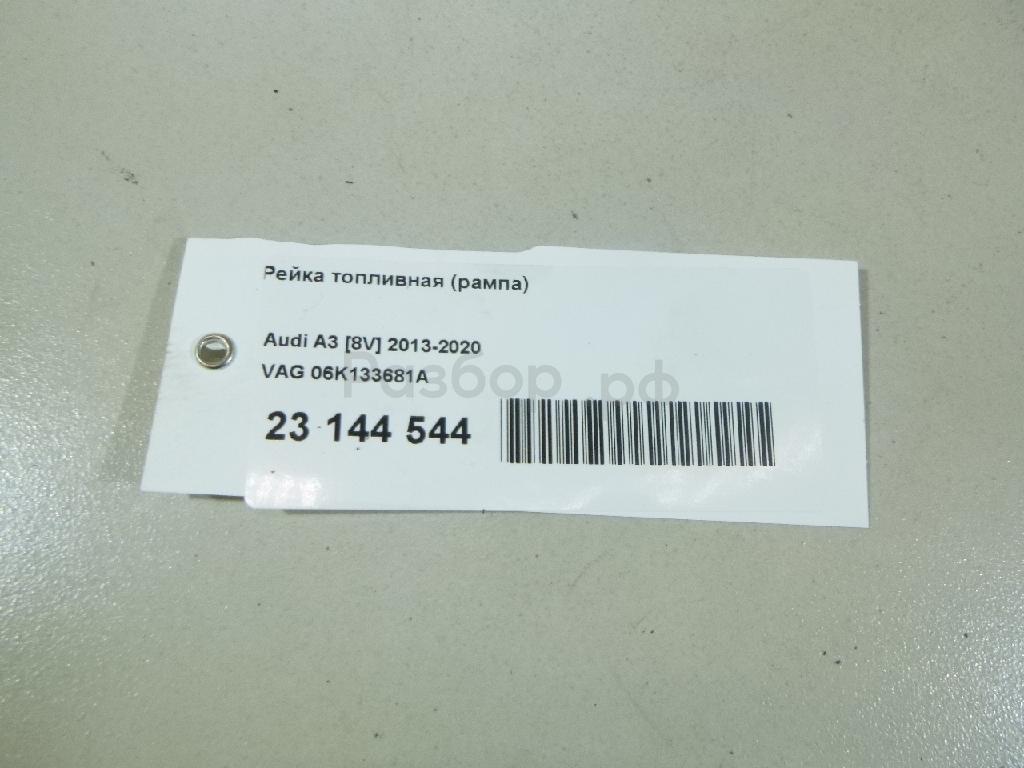 Рейка топливная (рампа)
Audi A3 [8V] 2013-2020
VAG 06K133681A
Разбор.рф
23 144 544